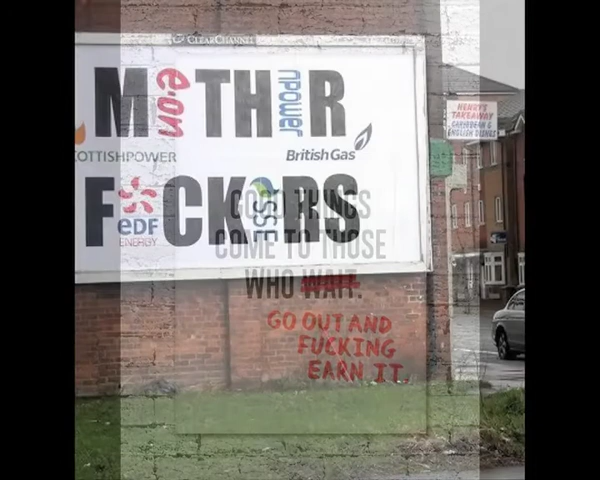 CLEARCHANNEL
M e·on TH npower R
COTTISHPOWER
British Gas
F eDF ENERGY CK SSE RS
GOOD THINGS
COME TO THOSE
WHO WAIT.
GO OUT AND
FUCKING
EARN IT.
HENRY'S
TAKEAWAY
CARIBBEAN &
ENGLISH DISHES